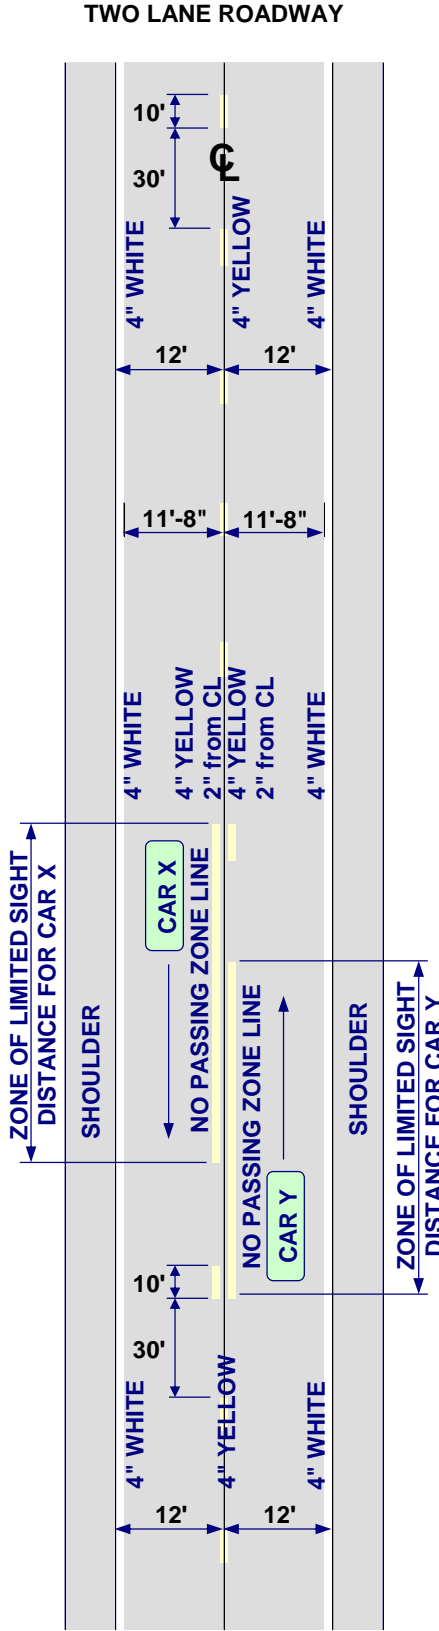 TWO LANE ROADWAY
10'
30'
℄
4" WHITE
4" YELLOW
4" WHITE
12'
12'
11'-8"
11'-8"
4" WHITE
4" YELLOW
2" from CL
4" YELLOW
2" from CL
4" WHITE
ZONE OF LIMITED SIGHT
DISTANCE FOR CAR X
SHOULDER
CAR X
NO PASSING ZONE LINE
NO PASSING ZONE LINE
CAR Y
SHOULDER
ZONE OF LIMITED SIGHT
DISTANCE FOR CAR Y
10'
30'
4" WHITE
4" YELLOW
4" WHITE
12'
12'